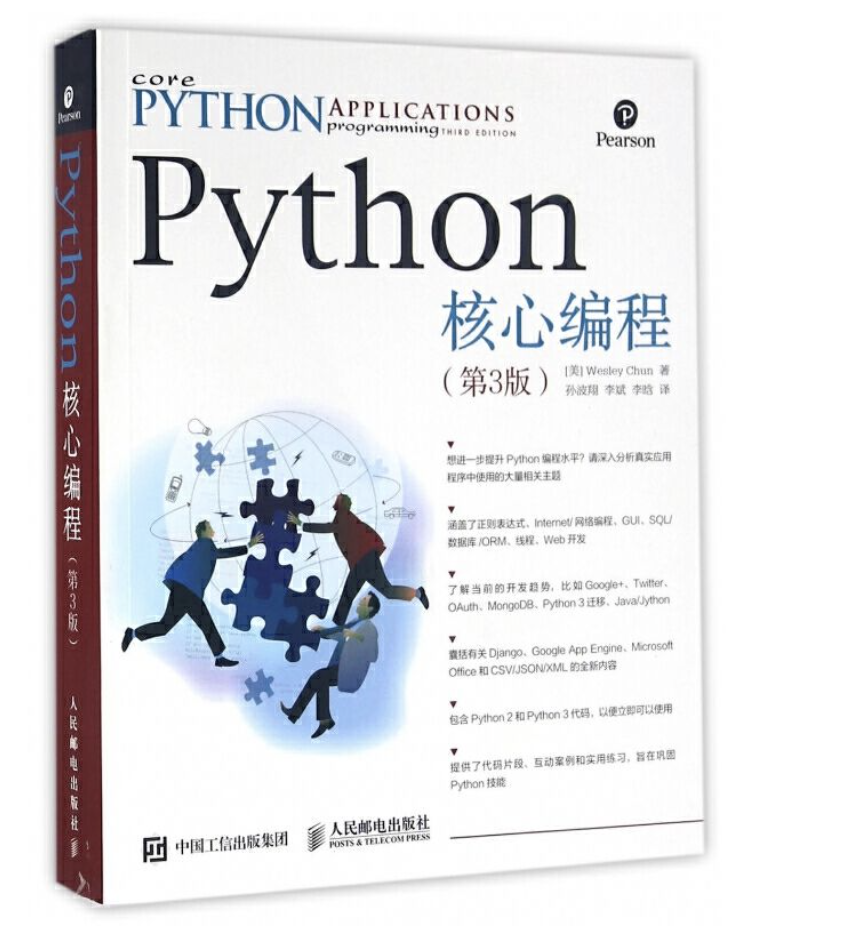 core
PYTHON APPLICATIONS
programming THIRD EDITION
Pearson
Python
核心编程
（第3版）
[美] Wesley Chun 著
孙波翔 李斌 李晗 译
想进一步提升 Python 编程水平？请深入分析真实应用
程序中使用的大量相关主题
涵盖了正则表达式、Internet/ 网络编程、GUI、SQL/
数据库 /ORM、线程、Web 开发
了解当前的开发趋势，比如 Google+、Twitter、
OAuth、MongoDB、Python 3 迁移、Java/Jython
囊括有关 Django、Google App Engine、Microsoft
Office 和 CSV/JSON/XML 的全新内容
包含 Python 2 和 Python 3 代码，以便立即可以使用
提供了代码片段、互动案例和实用练习，旨在巩固
Python 技能
中国工信出版集团
人民邮电出版社
POSTS & TELECOM PRESS
Pearson
Python 核心编程（第3版）
人民邮电出版社